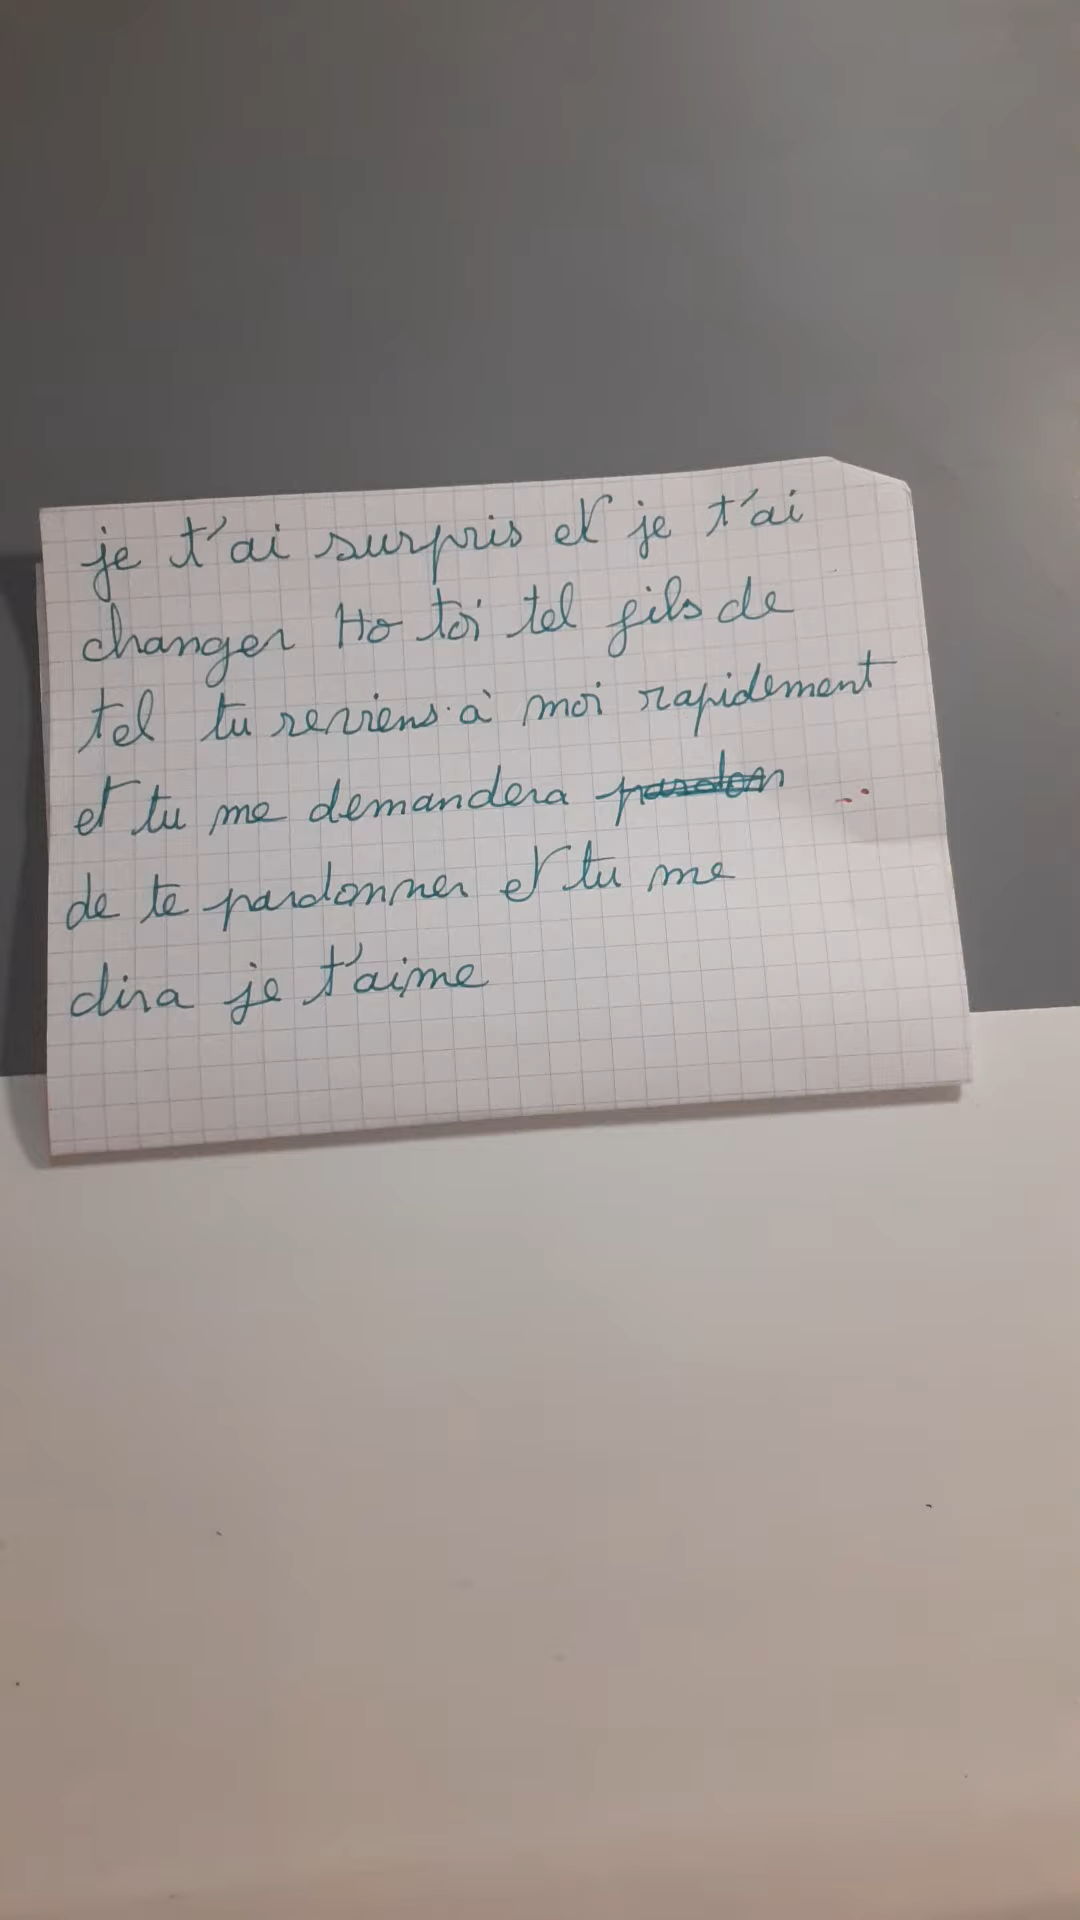 je t'ai surpris et je t'ai
changer Ho toi tel fils de
tel tu reviens à moi rapidement
et tu me demandera pardon
de te pardonner et tu me
dira je t'aime